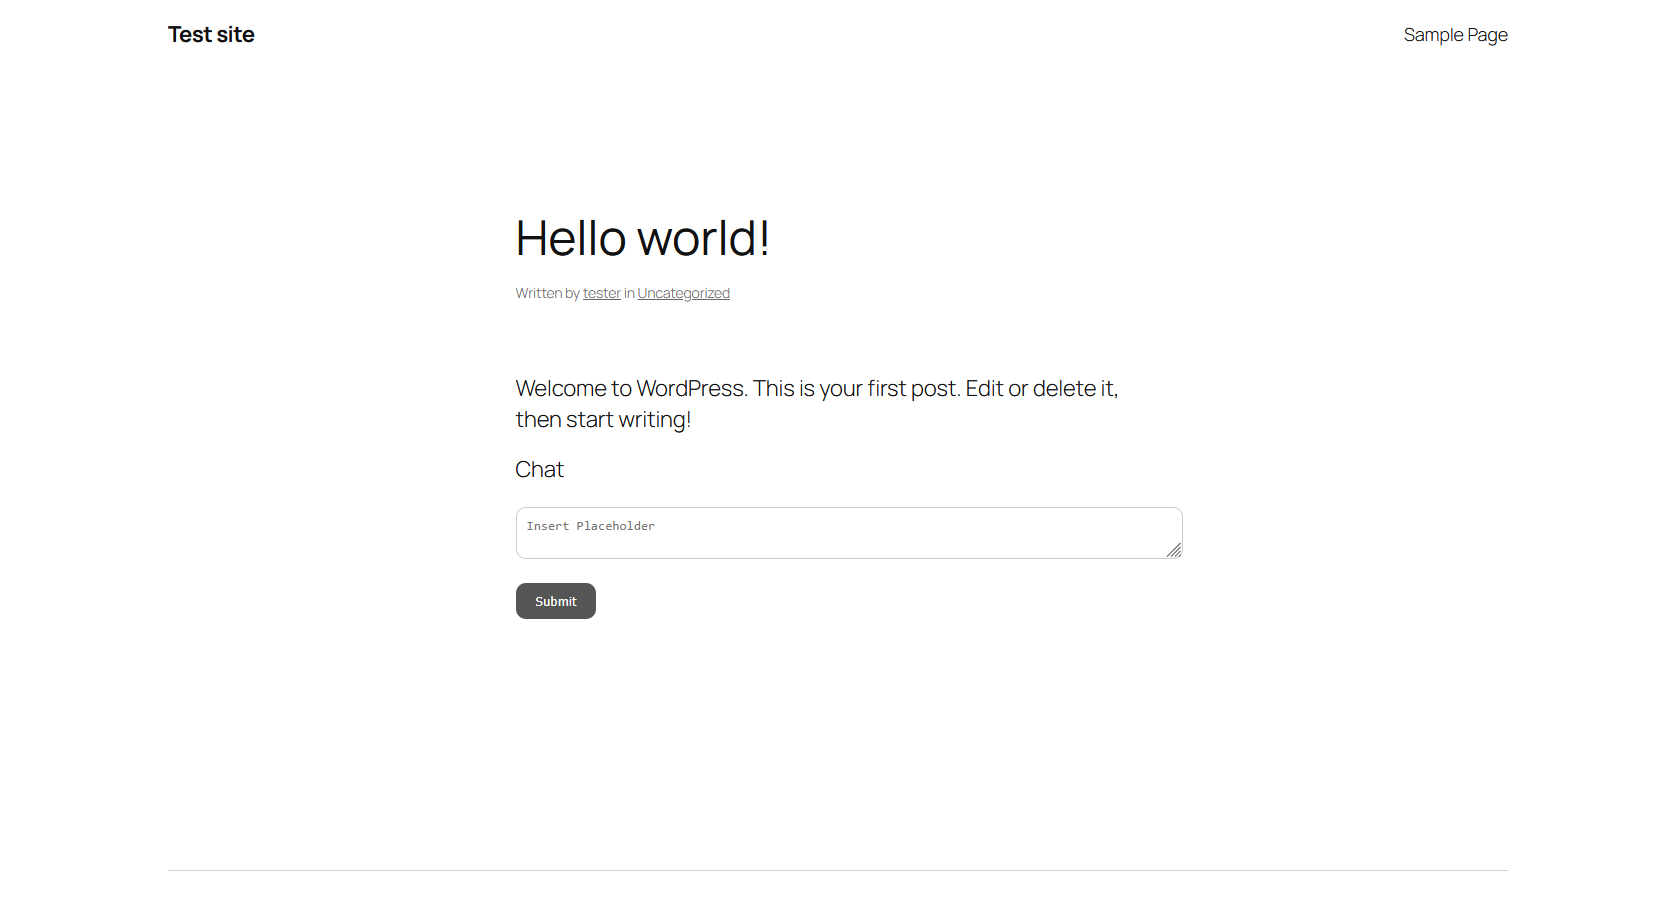 Test site
Sample Page
Hello world!
Written by tester in Uncategorized
Welcome to WordPress. This is your first post. Edit or delete it,
then start writing!
Chat
Insert Placeholder
Submit